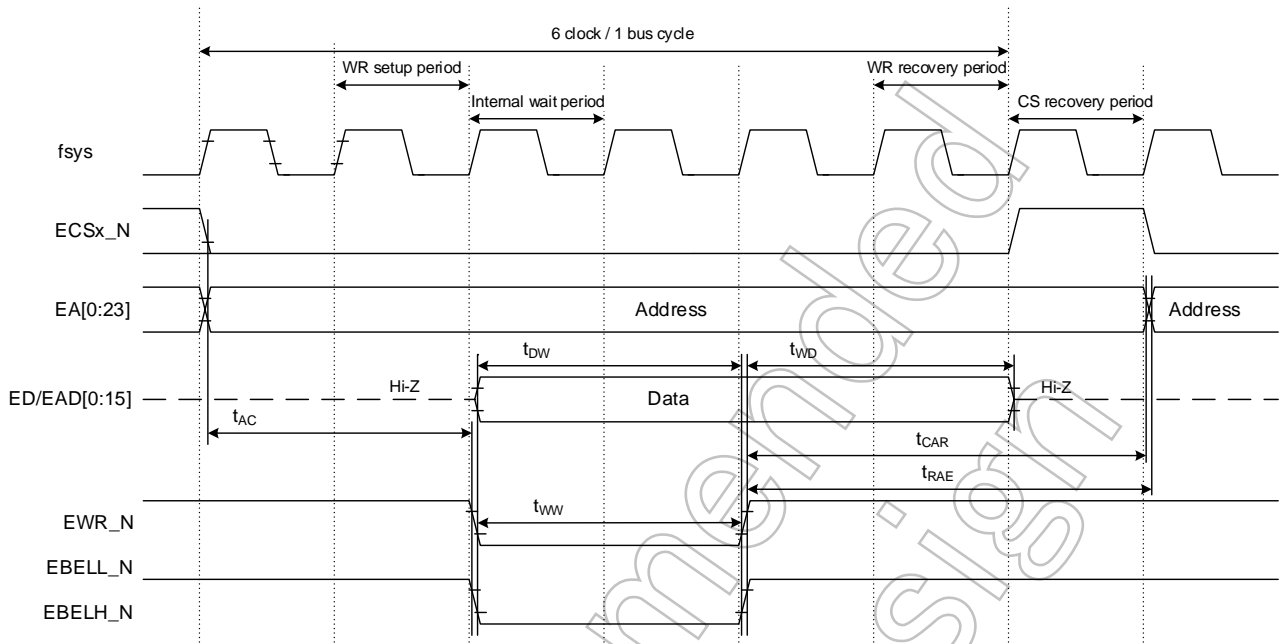 6 clock / 1 bus cycle
WR setup period
WR recovery period
Internal wait period
CS recovery period
fsys
ECSx_N
EA[0:23]
Address
Address
tDW
tWD
ED/EAD[0:15]
Hi-Z
Data
Hi-Z
tAC
tCAR
tRAE
EWR_N
tWW
EBELL_N
EBELH_N
mended
sign